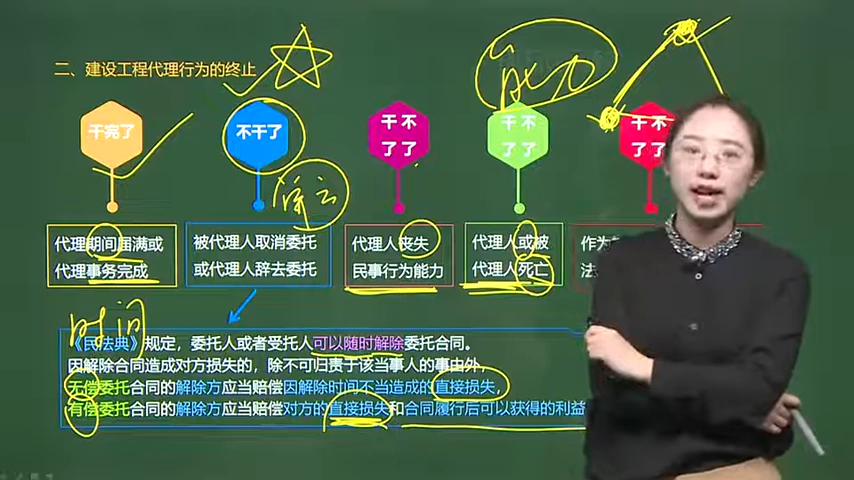 二、建设工程代理行为的终止
干完了
不干了
干不
了了
干不
了了
干不
了了
代理期间届满或
代理事务完成
被代理人取消委托
或代理人辞去委托
代理人丧失
民事行为能力
代理人或被
代理人死亡
作为
法
时间
《民法典》规定，委托人或者受托人可以随时解除委托合同。
因解除合同造成对方损失的，除不可归责于该当事人的事由外，
无偿委托合同的解除方应当赔偿因解除时间不当造成的直接损失，
有偿委托合同的解除方应当赔偿对方的直接损失和合同履行后可以获得的利益